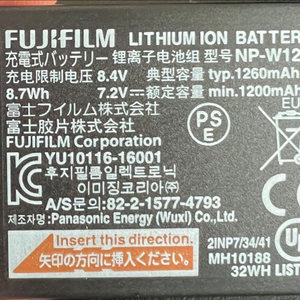 FUJIFILM LITHIUM ION BATTER
充電式バッテリー 锂离子电池组 型号 NP-W12
充电限制电压 8.4V 典型容量 typ.1260mAh
8.7Wh 7.2V 额定容量 min.1200mAh
富士フイルム株式会社
富士胶片株式会社
FUJIFILM Corporation
PSE
YU10116-16001
후지필름일렉트로닉
이미징코리아㈜
A/S문의:82-2-1577-4793
制造商/Manufacturer: Panasonic Energy (Wuxi) Co., Ltd.
Insert this direction.
矢印の方向に挿入ください。
2INP7/34/41
MH10188
32WH LIST